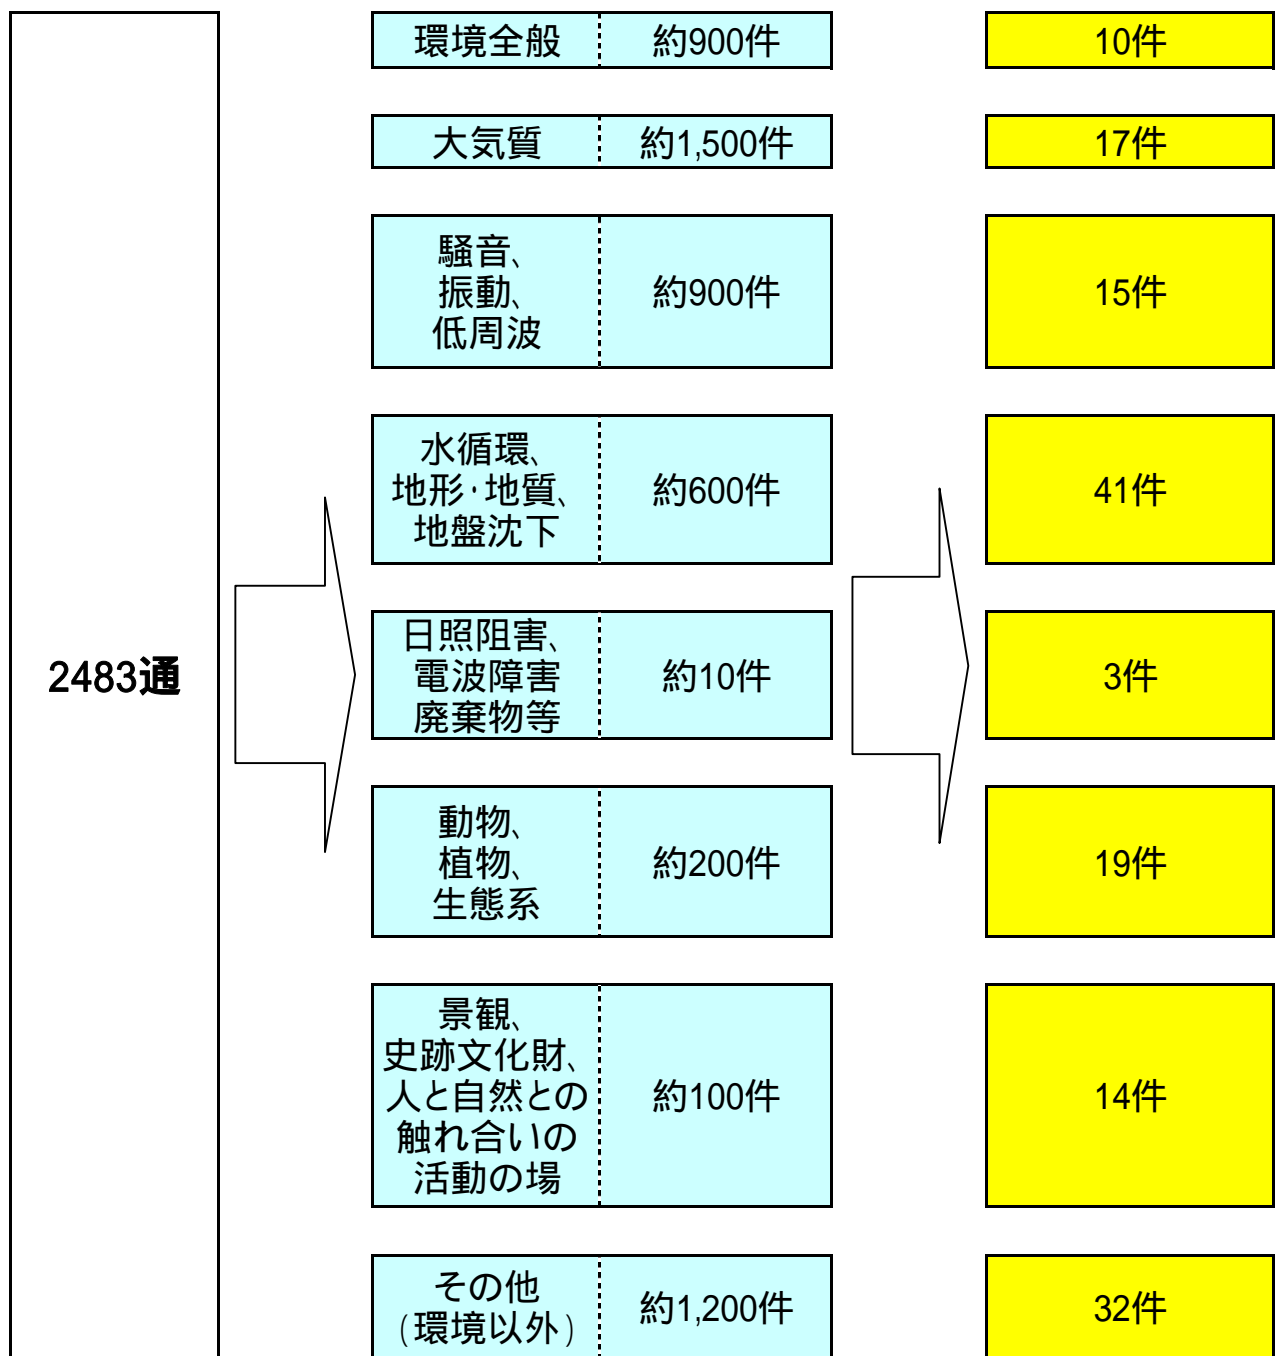 2483通
環境全般
約900件
10件
大気質
約1,500件
17件
騒音、
振動、
低周波
約900件
15件
水循環、
地形・地質、
地盤沈下
約600件
41件
日照阻害、
電波障害
廃棄物等
約10件
3件
動物、
植物、
生態系
約200件
19件
景観、
史跡文化財、
人と自然との
触れ合いの
活動の場
約100件
14件
その他
(環境以外)
約1,200件
32件